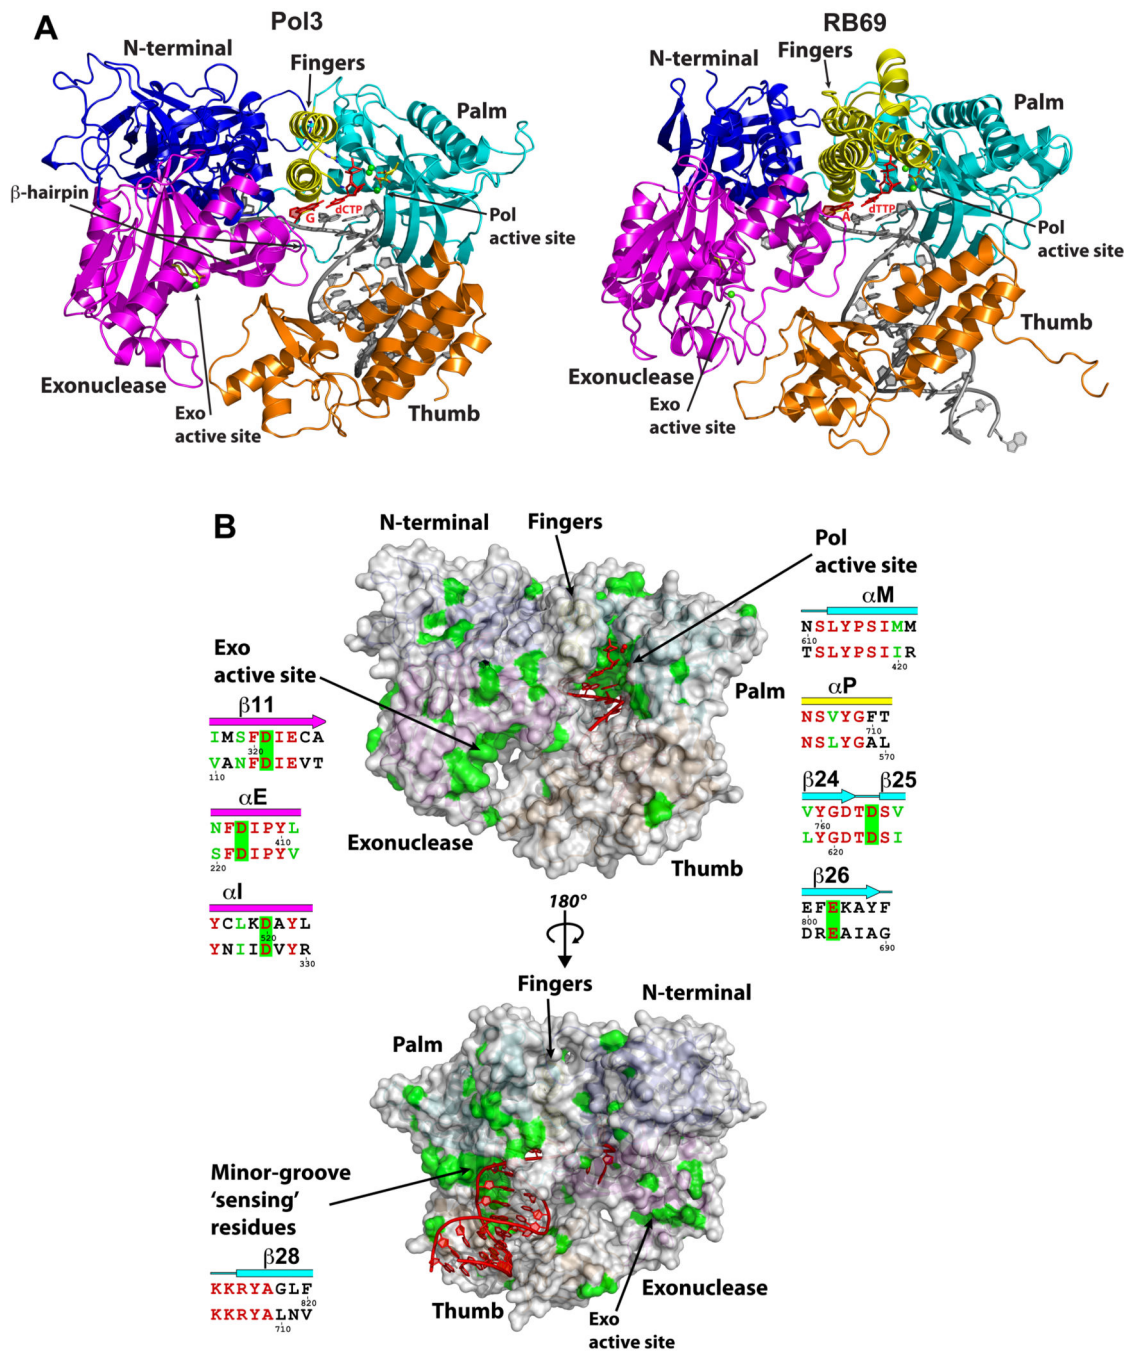 A
Pol3
RB69
N-terminal
Fingers
Palm
β-hairpin
G
dCTP
Pol
active site
Exonuclease
Exo
active site
Thumb
N-terminal
Fingers
Palm
A
dTTP
Pol
active site
Exonuclease
Exo
active site
Thumb
B
N-terminal
Fingers
Pol
active site
Exo
active site
Palm
Exonuclease
Thumb
β11
IMSFDIECA
320
VANFDIEVT
110
αE
NFDIPYL
410
SFDIPYV
220
αI
YCLKDAYL
520
YNIIDVYR
330
αM
NSLYPSIMM
610
TSLYPSIIR
420
αP
NSVYGFT
710
NSLYGAL
570
β24 β25
VYGDTDSV
760
LYGDTDSI
620
β26
EFEKAYF
800
DREAIAG
690
180°
Fingers
N-terminal
Palm
Minor-groove
'sensing'
residues
β28
KKRYAGLF
820
KKRYALNV
710
Thumb
Exonuclease
Exo
active site